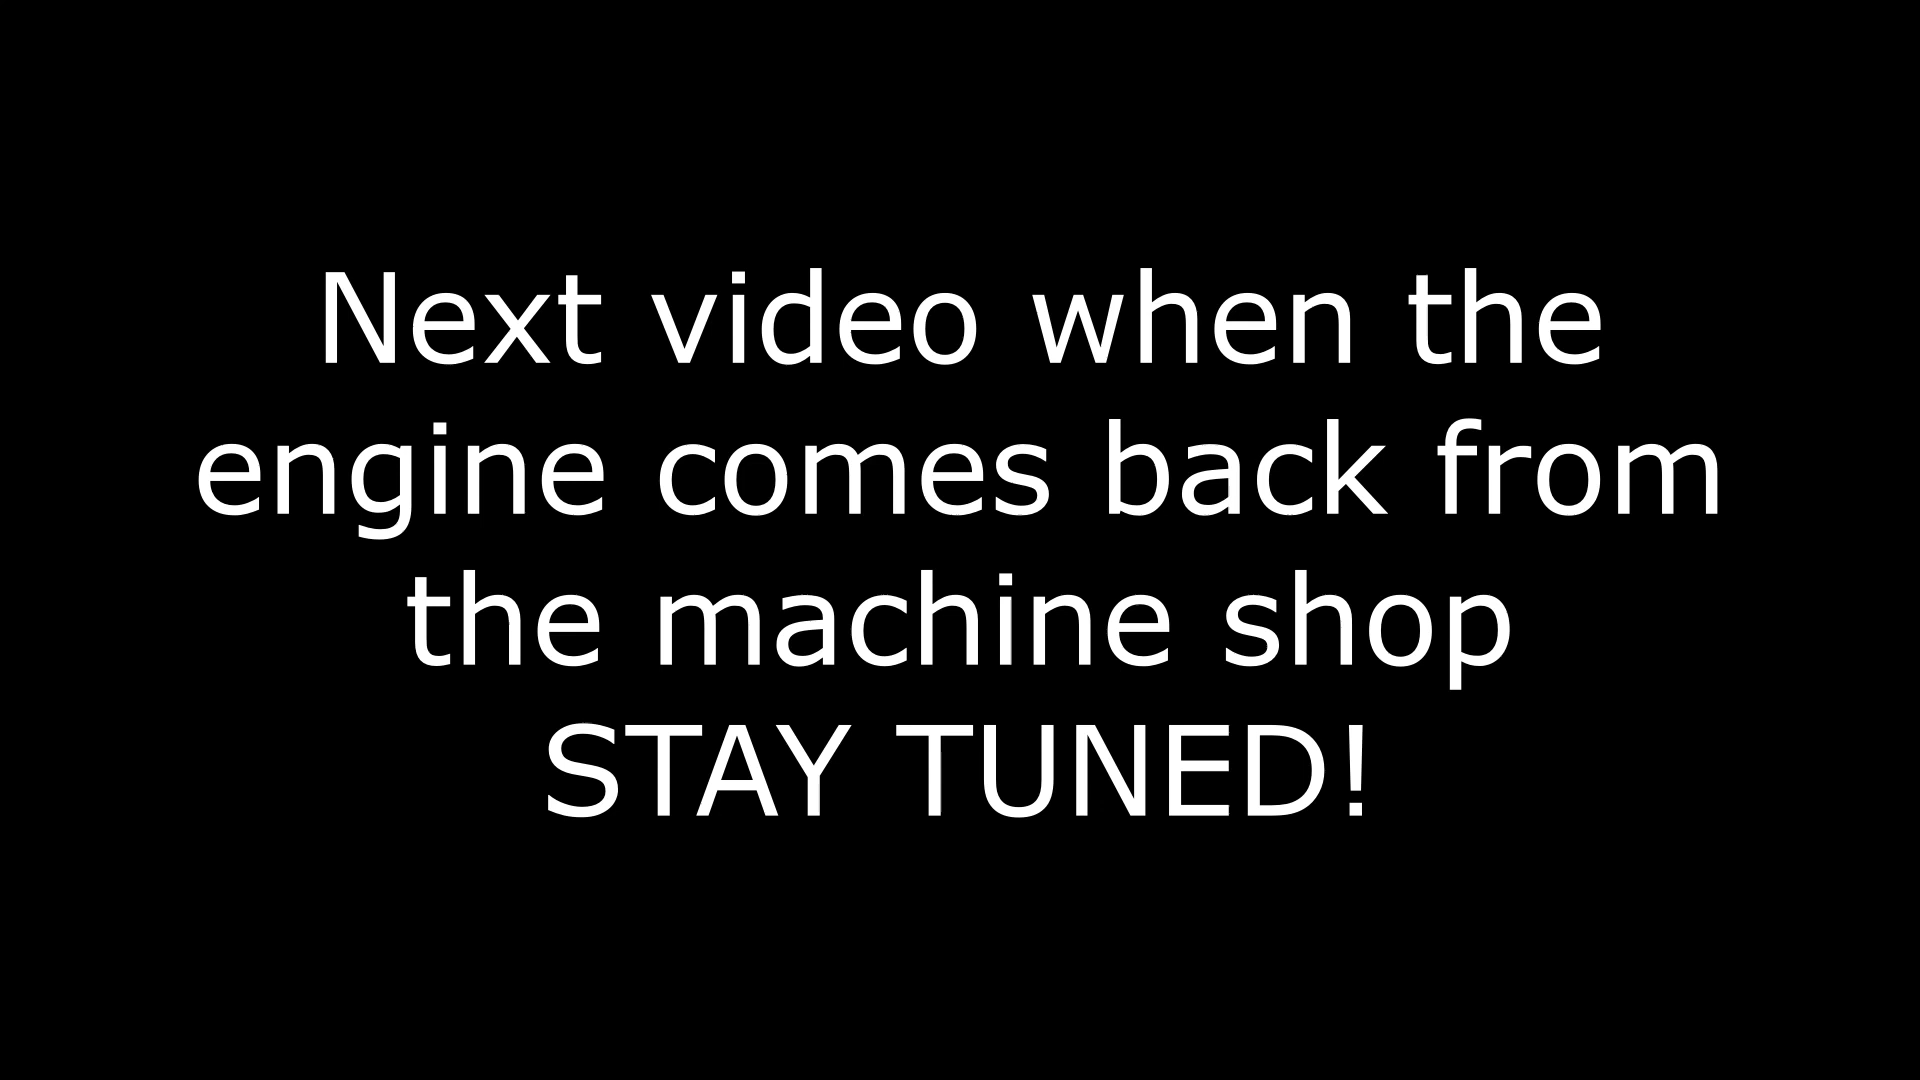 Next video when the
engine comes back from
the machine shop
STAY TUNED!